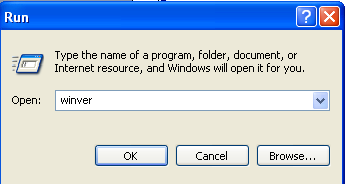 Run
Type the name of a program, folder, document, or
Internet resource, and Windows will open it for you.
Open: winver
OK Cancel Browse...